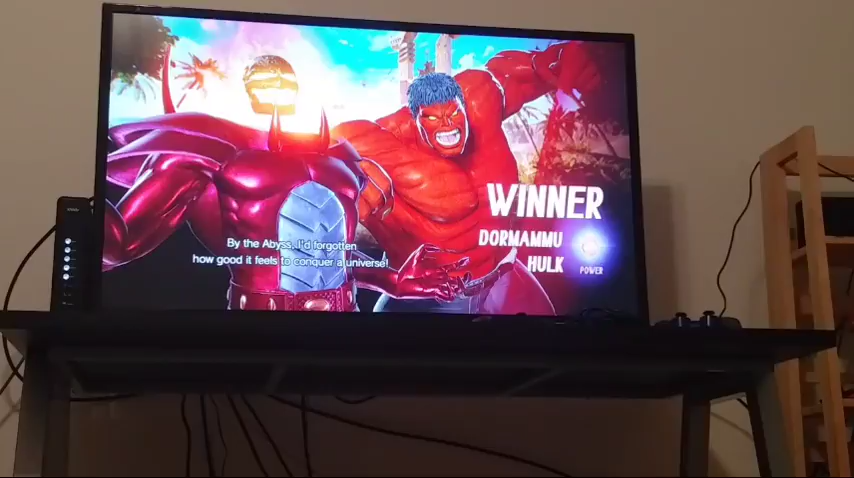 WINNER
DORMAMMU
HULK
POWER
By the Abyss, I'd forgotten
how good it feels to conquer a universe!